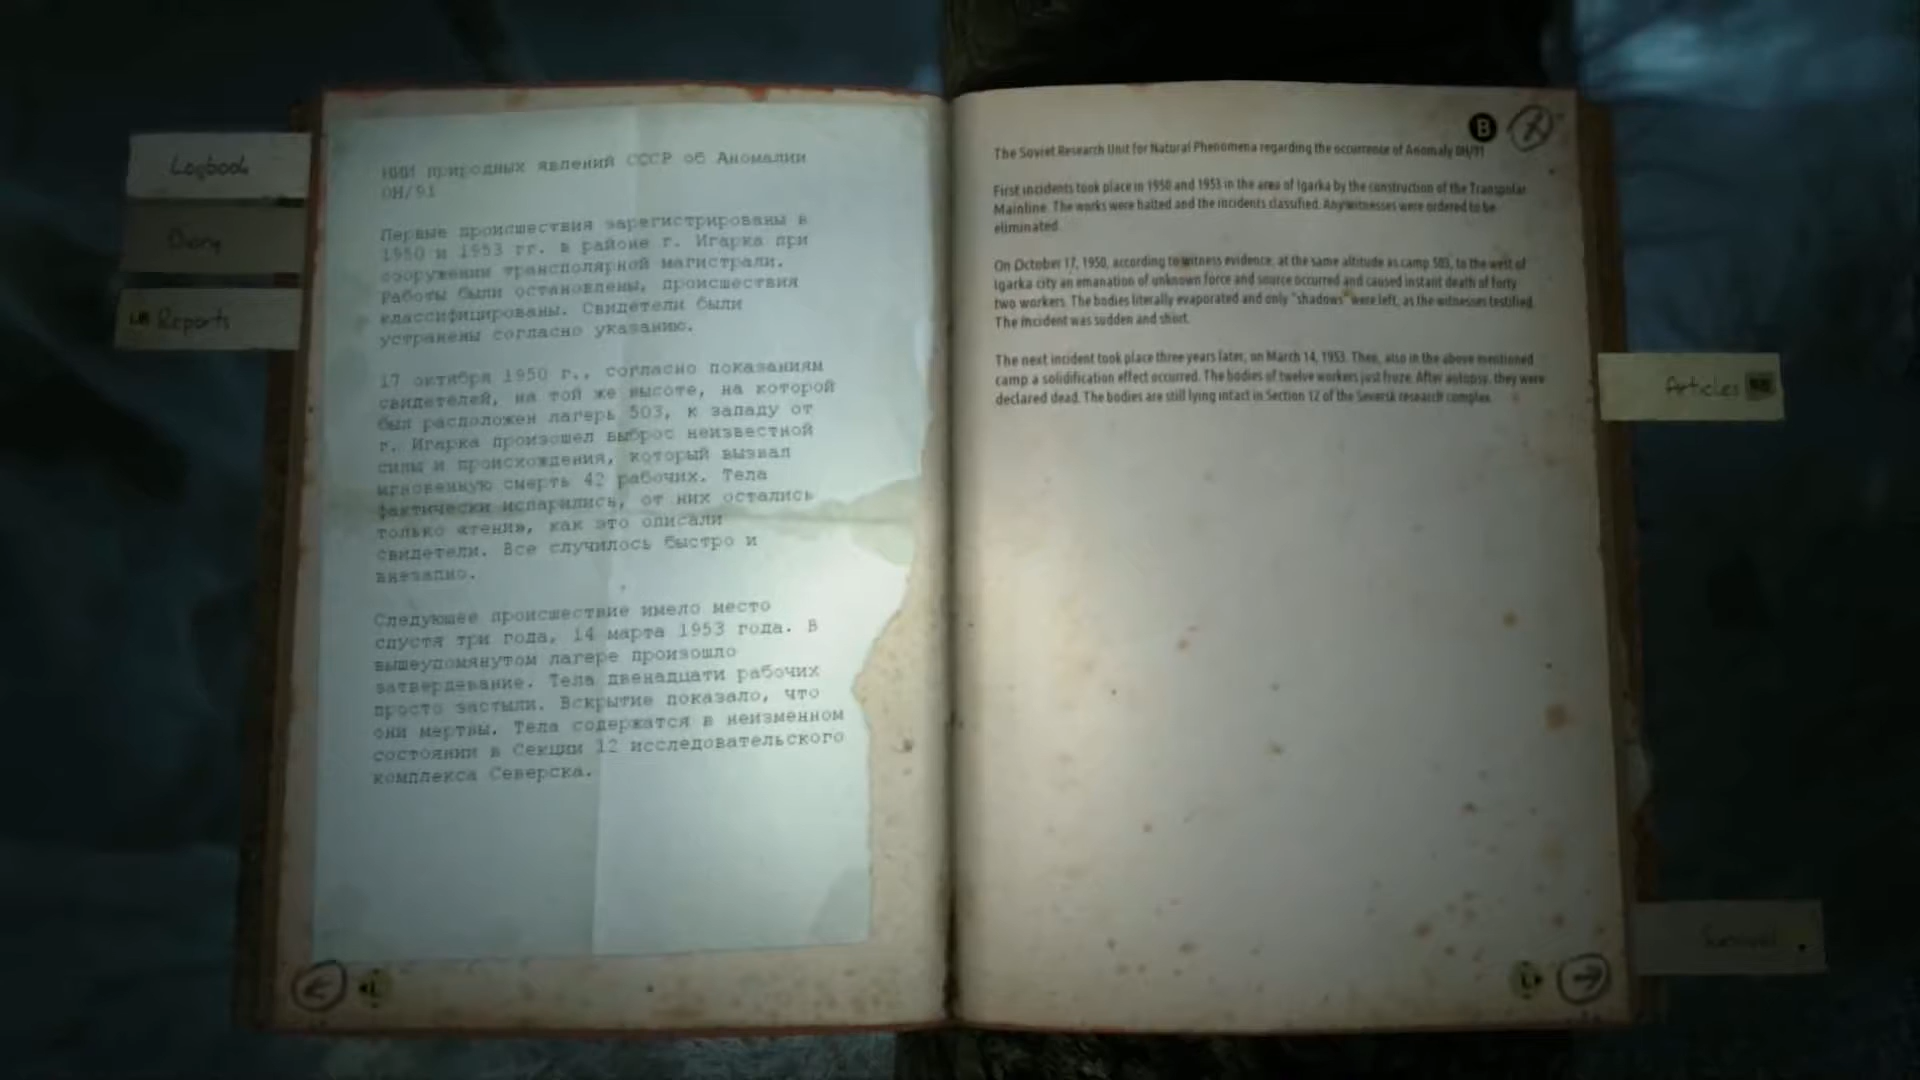 Logbook
Diary
LB Reports
НИИ природных явлений СССР об Аномалии
ОН/91
Первые происшествия зарегистрированы в
1950 и 1953 гг. в районе г. Игарка при
сооружении трансполярной магистрали.
Работы были остановлены, происшествия
классифицированы. Свидетели были
устранены согласно указанию.
17 октября 1950 г., согласно показаниям
свидетелей, на той же высоте, на которой
был расположен лагерь 503, к западу от
г. Игарка произошел выброс неизвестной
силы и происхождения, который вызвал
мгновенную смерть 42 рабочих. Тела
фактически испарились, от них остались
только «тени», как это описали
свидетели. Все случилось быстро и
внезапно.
Следующее происшествие имело место
спустя три года, 14 марта 1953 года. В
вышеупомянутом лагере произошло
затвердевание. Тела двенадцати рабочих
просто застыли. Вскрытие показало, что
они мертвы. Тела содержатся в неизменном
состоянии в Секции 12 исследовательского
комплекса Северска.
L
B X
The Soviet Research Unit for Natural Phenomena regarding the occurrence of Anomaly 0H/91
First incidents took place in 1950 and 1953 in the area of Igarka by the construction of the Transpolar
Mainline. The works were halted and the incidents classified. Any witnesses were ordered to be
eliminated.
On October 17, 1950, according to witness evidence, at the same altitude as camp 503, to the west of
Igarka city an emanation of unknown force and source occurred and caused instant death of forty
two workers. The bodies literally evaporated and only "shadows" were left, as the witnesses testified.
The incident was sudden and short.
The next incident took place three years later, on March 14, 1953. Then, also in the above mentioned
camp a solidification effect occurred. The bodies of twelve workers just froze. After autopsy, they were
declared dead. The bodies are still lying intact in Section 12 of the Seversk research complex.
L
Articles